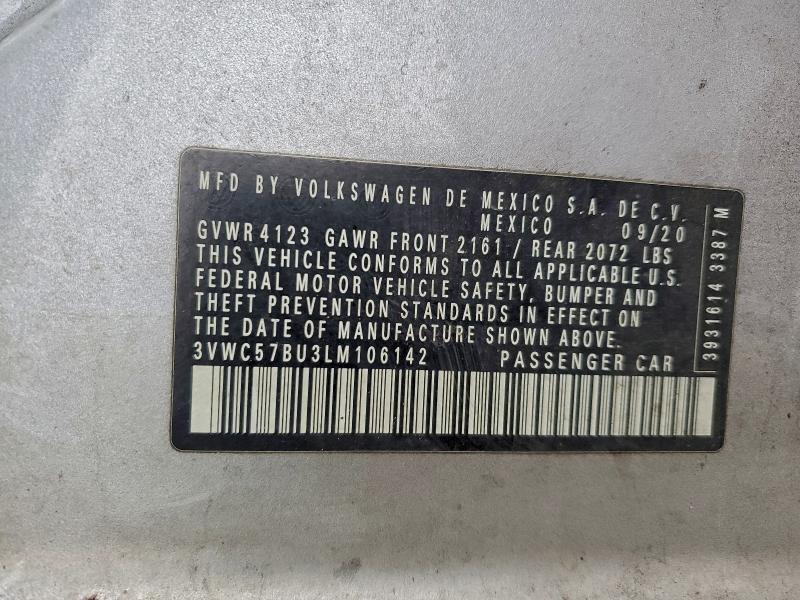 MFD BY VOLKSWAGEN DE MEXICO S.A. DE C.V.
MEXICO 09/20
GVWR 4123 GAWR FRONT 2161 / REAR 2072 LBS
THIS VEHICLE CONFORMS TO ALL APPLICABLE U.S.
FEDERAL MOTOR VEHICLE SAFETY, BUMPER AND
THEFT PREVENTION STANDARDS IN EFFECT ON
THE DATE OF MANUFACTURE SHOWN ABOVE.
3VWC57BU3LM106142 PASSENGER CAR
3931614 3387 M